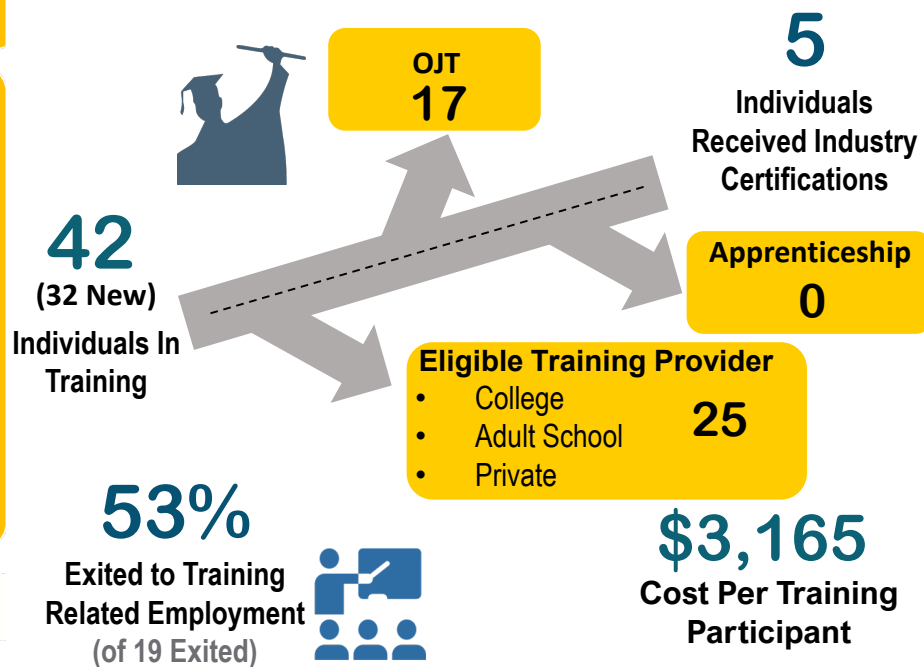 OJT
17
5
Individuals
Received Industry
Certifications
42
(32 New)
Individuals In
Training
Apprenticeship
0
Eligible Training Provider
• College
• Adult School
• Private
25
53%
Exited to Training
Related Employment
(of 19 Exited)
$3,165
Cost Per Training
Participant